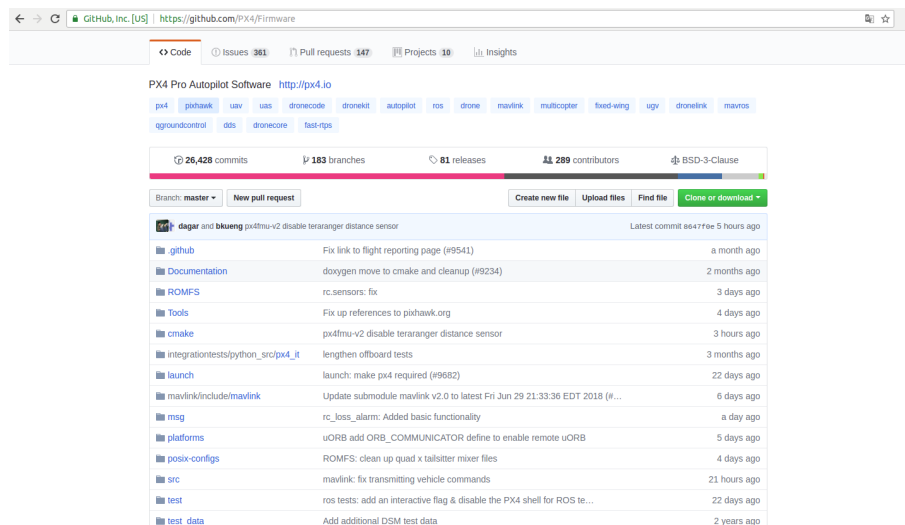 GitHub, Inc. [US] | https://github.com/PX4/Firmware
Code Issues 361 Pull requests 147 Projects 10 Insights
PX4 Pro Autopilot Software http://px4.io
px4 pixhawk uav uas dronecode dronekit autopilot ros drone mavlink multicopter fixed-wing ugv dronelink mavros
qgroundcontrol dds dronecore fast-rtps
26,428 commits 183 branches 81 releases 289 contributors BSD-3-Clause
Branch: master New pull request Create new file Upload files Find file Clone or download
dagar and bkueng px4fmu-v2 disable teraranger distance sensor Latest commit 8647f0e 5 hours ago
.github Fix link to flight reporting page (#9541) a month ago
Documentation doxygen move to cmake and cleanup (#9234) 2 months ago
ROMFS rc.sensors: fix 3 days ago
Tools Fix up references to pixhawk.org 4 days ago
cmake px4fmu-v2 disable teraranger distance sensor 3 hours ago
integrationtests/python_src/px4_it lengthen offboard tests 3 months ago
launch launch: make px4 required (#9682) 22 days ago
mavlink/include/mavlink Update submodule mavlink v2.0 to latest Fri Jun 29 21:33:36 EDT 2018 (#… 6 days ago
msg rc_loss_alarm: Added basic functionality a day ago
platforms uORB add ORB_COMMUNICATOR define to enable remote uORB 5 days ago
posix-configs ROMFS: clean up quad x tailsitter mixer files 4 days ago
src mavlink: fix transmitting vehicle commands 21 hours ago
test ros tests: add an interactive flag & disable the PX4 shell for ROS te… 22 days ago
test_data Add additional DSM test data 2 years ago